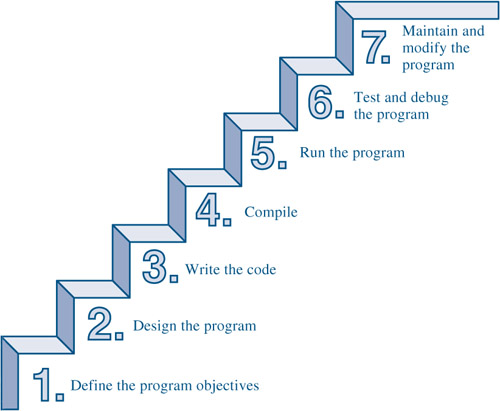 7. Maintain and
modify the
program
6. Test and debug
the program
5. Run the program
4. Compile
3. Write the code
2. Design the program
1. Define the program objectives